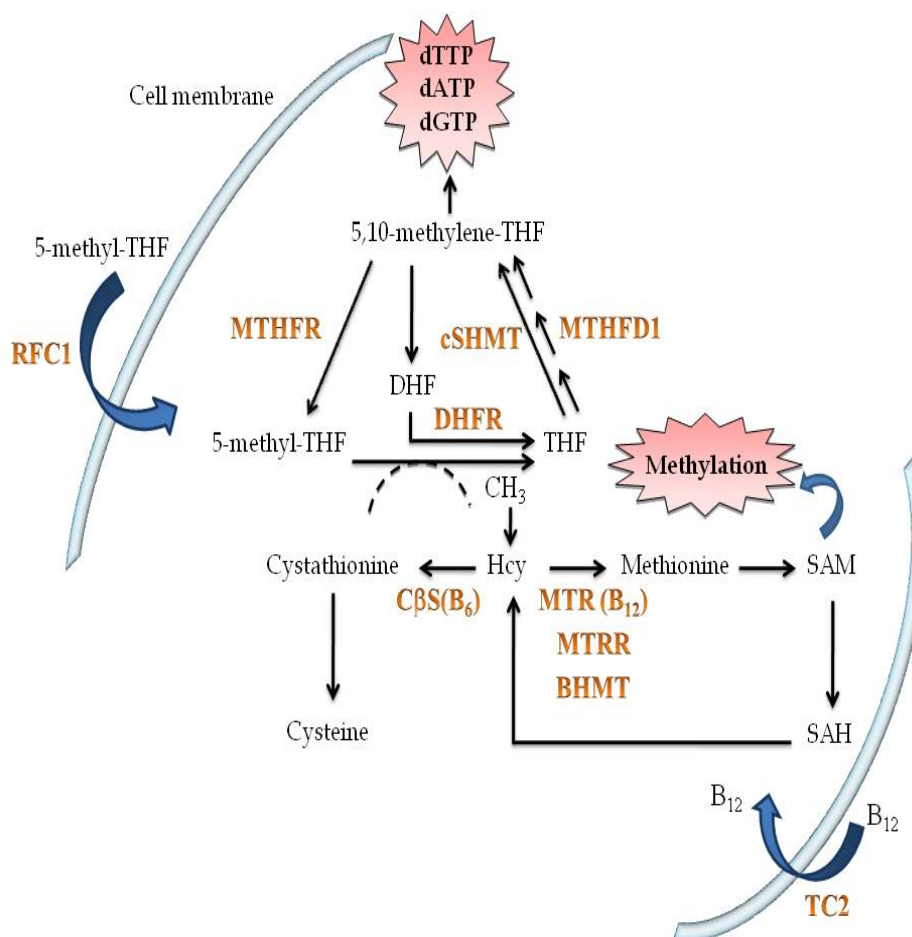 dTTP
dATP
dGTP
Cell membrane
5,10-methylene-THF
5-methyl-THF
MTHFR
cSHMT
MTHFD1
RFC1
DHF
DHFR
5-methyl-THF
THF
Methylation
CH₃
Cystathionine
Hcy
Methionine
SAM
CβS(B₆)
MTR (B₁₂)
MTRR
BHMT
Cysteine
SAH
B₁₂
B₁₂
TC2